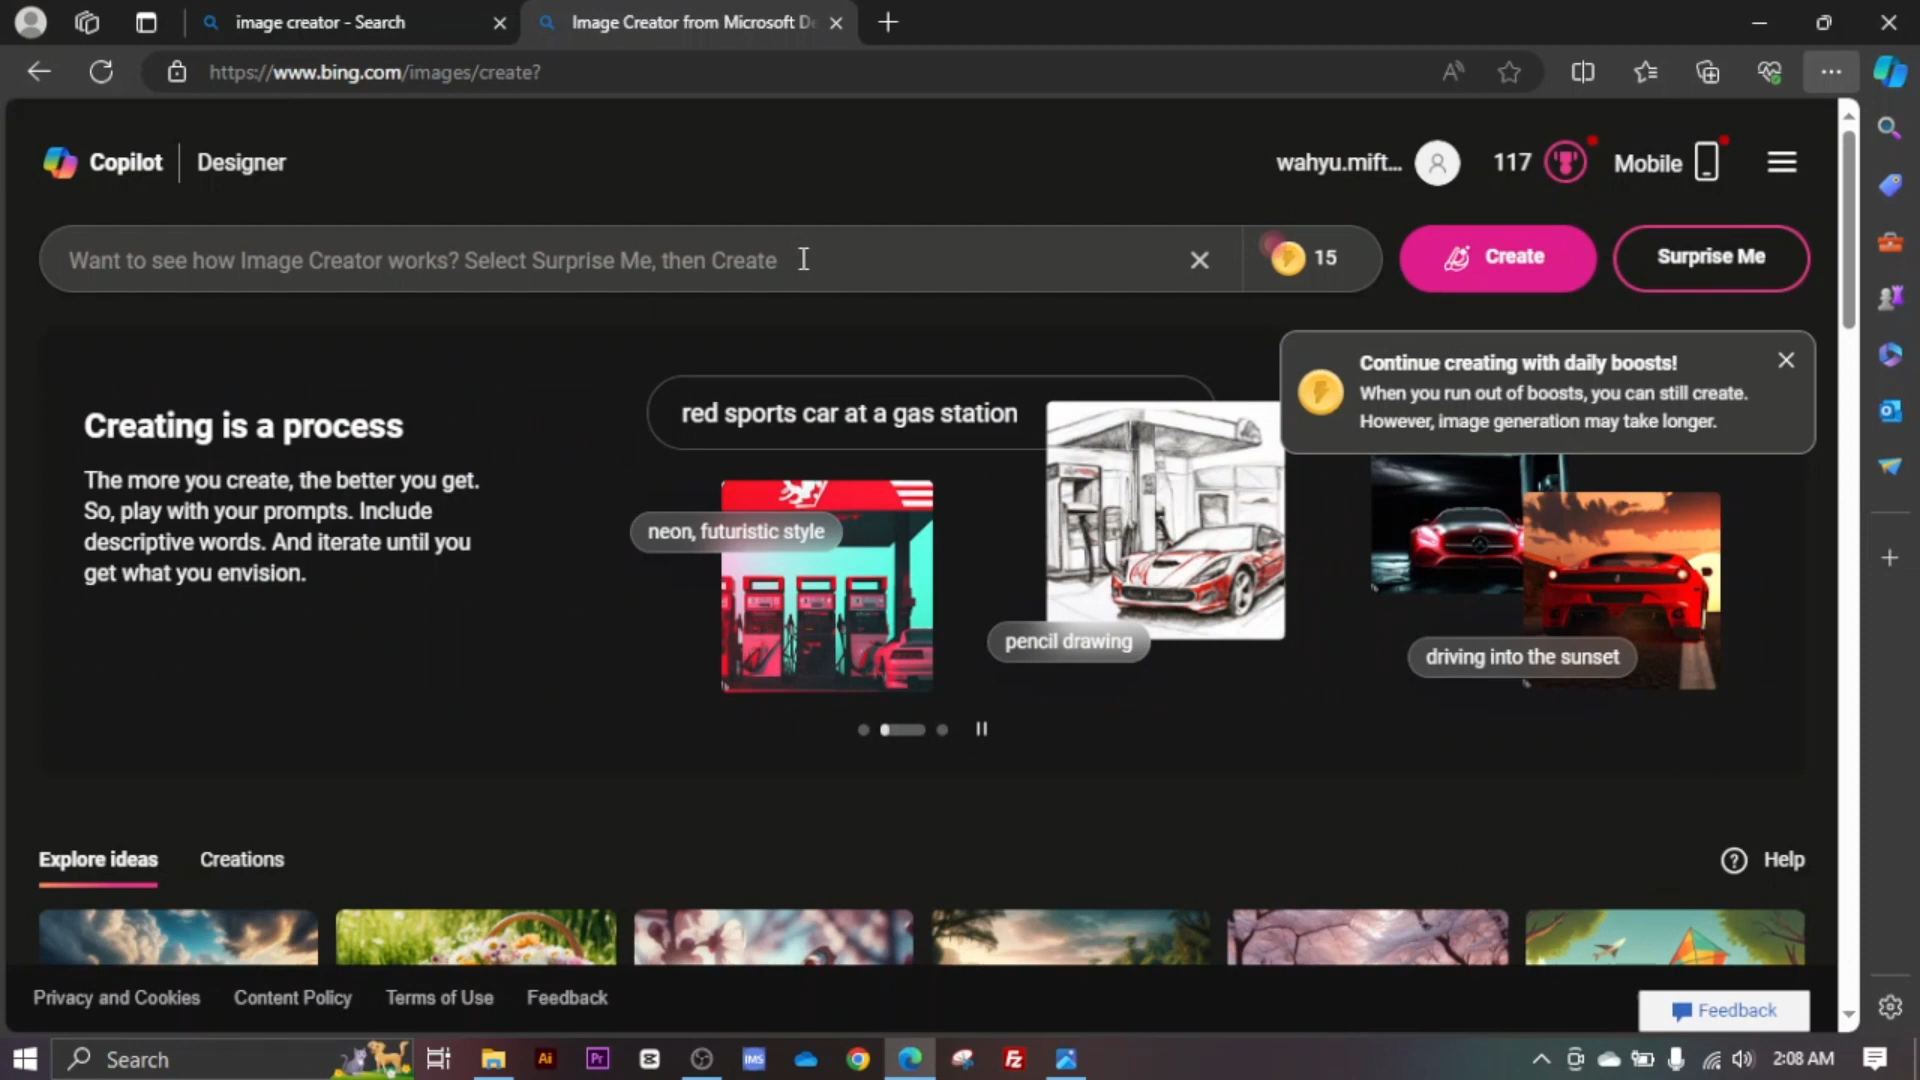 image creator - Search
Image Creator from Microsoft De
https://www.bing.com/images/create?
Copilot
Designer
wahyu.mift...
117
Mobile
Want to see how Image Creator works? Select Surprise Me, then Create
15
Create
Surprise Me
Continue creating with daily boosts!
When you run out of boosts, you can still create.
However, image generation may take longer.
Creating is a process
The more you create, the better you get.
So, play with your prompts. Include
descriptive words. And iterate until you
get what you envision.
red sports car at a gas station
neon, futuristic style
pencil drawing
driving into the sunset
Explore ideas
Creations
Help
Privacy and Cookies
Content Policy
Terms of Use
Feedback
Feedback
Search
Ai
Pr
IMS
FZ
2:08 AM